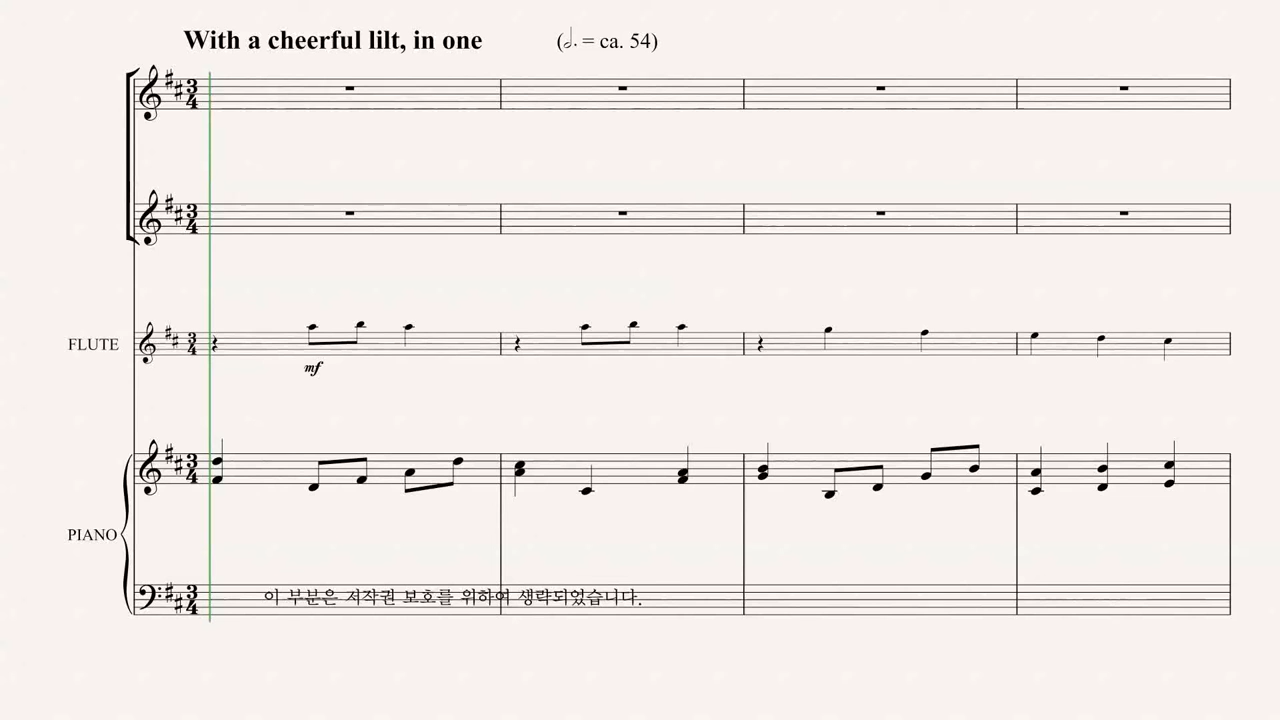 With a cheerful lilt, in one (𝅗𝅥. = ca. 54)
FLUTE
mf
PIANO
이 부분은 저작권 보호를 위하여 생략되었습니다.